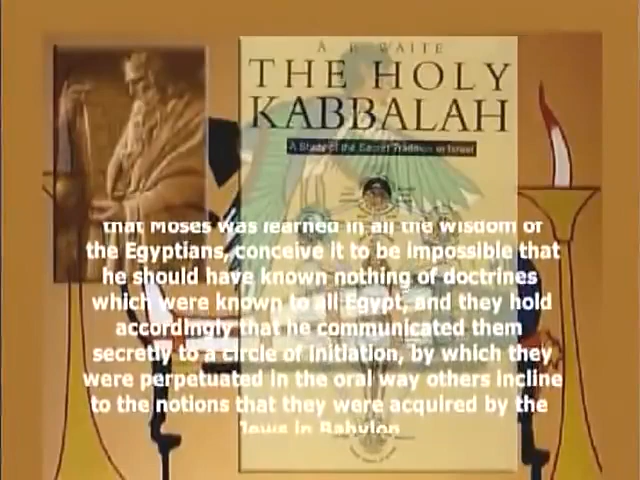 A E WAITE
THE HOLY
KABBALAH
A Study of the Secret Tradition in Israel
that Moses was learned in all the wisdom of
the Egyptians, conceive it to be impossible that
he should have known nothing of doctrines
which were known to all Egypt, and they hold
accordingly that he communicated them
secretly to a circle of initiation, by which they
were perpetuated in the oral way others incline
to the notions that they were acquired by the
Jews in Babylon